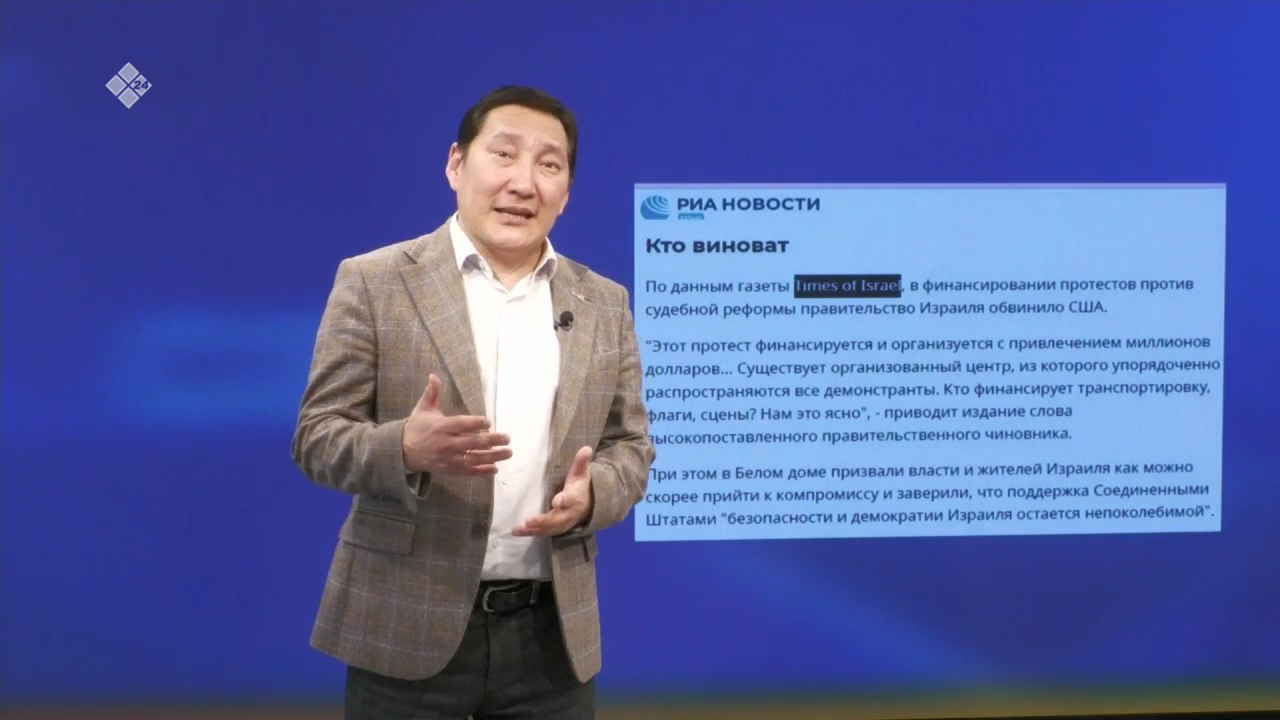 24
РИА НОВОСТИ
Кто виноват
По данным газеты Times of Israel, в финансировании протестов против
судебной реформы правительство Израиля обвинило США.
"Этот протест финансируется и организуется с привлечением миллионов
долларов... Существует организованный центр, из которого упорядоченно
распространяются все демонстранты. Кто финансирует транспортировку,
флаги, сцены? Нам это ясно", - приводит издание слова
высокопоставленного правительственного чиновника.
При этом в Белом доме призвали власти и жителей Израиля как можно
скорее прийти к компромиссу и заверили, что поддержка Соединенными
Штатами "безопасности и демократии Израиля остается непоколебимой".